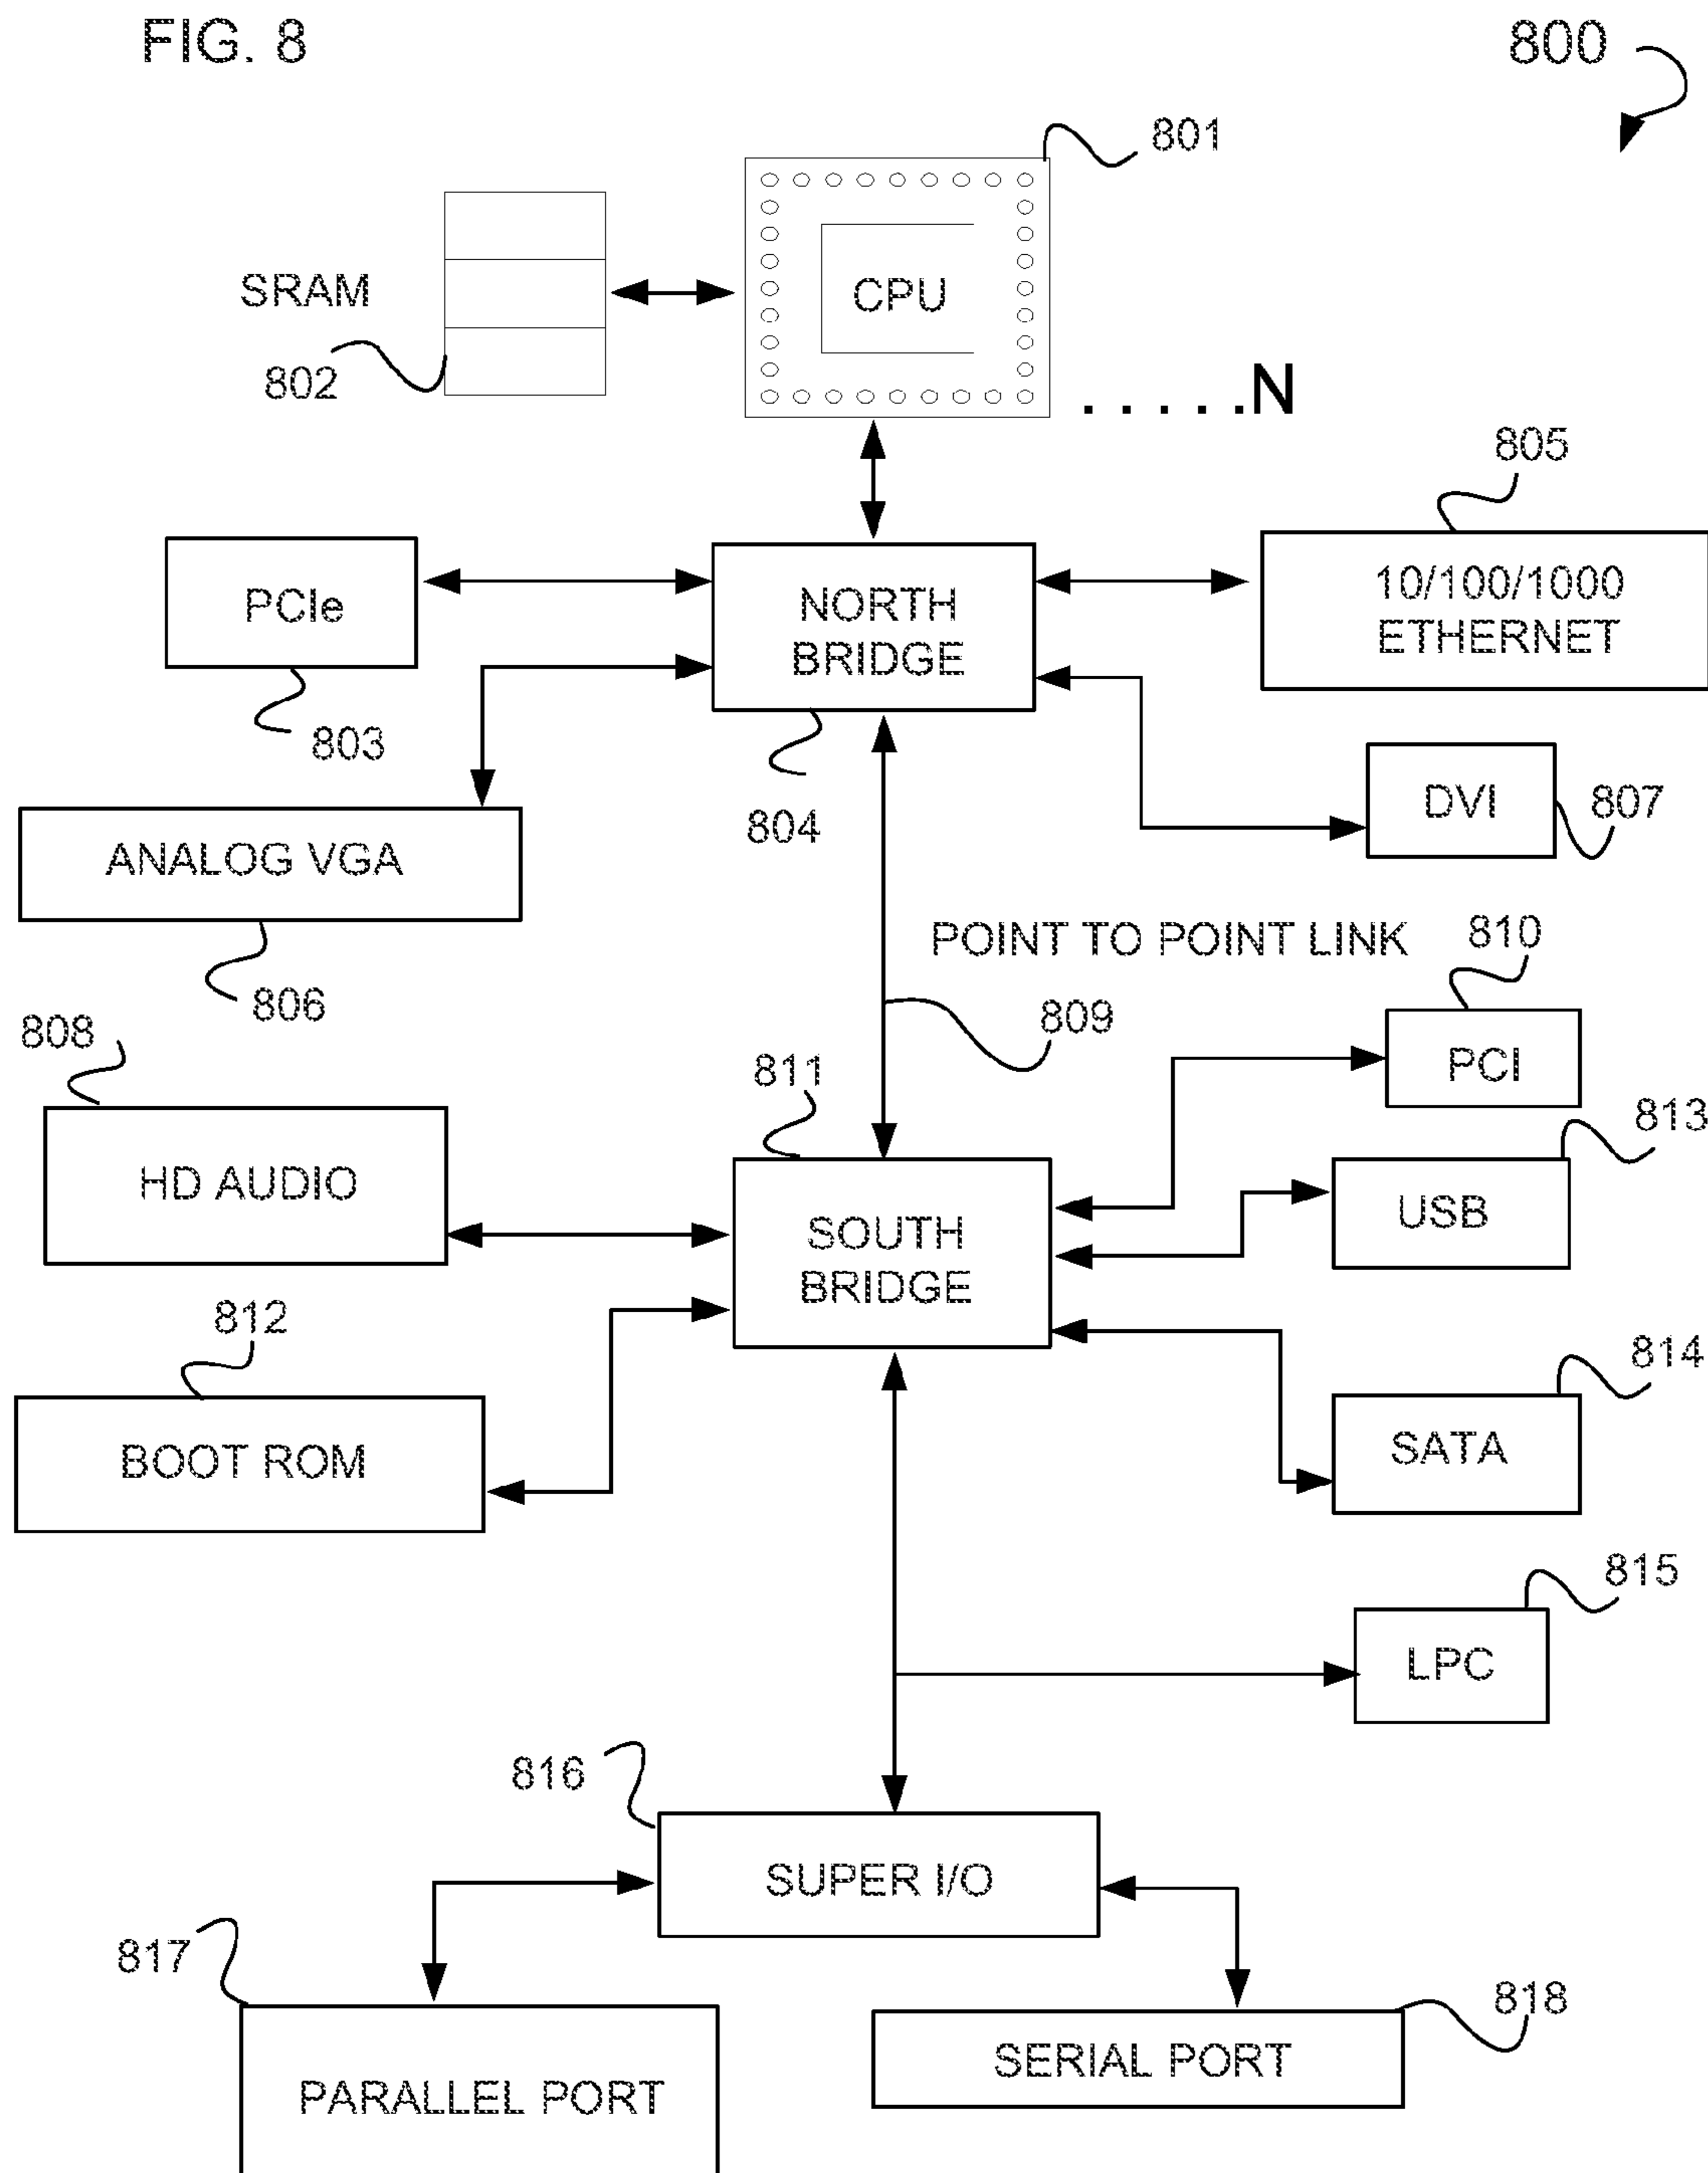 FIG. 8
800
801
SRAM
CPU
802
. . . . .N
805
PCIe
NORTH
BRIDGE
10/100/1000
ETHERNET
803
804
DVI
807
ANALOG VGA
806
POINT TO POINT LINK
810
808
809
811
PCI
813
HD AUDIO
SOUTH
BRIDGE
USB
812
814
BOOT ROM
SATA
815
LPC
816
SUPER I/O
817
818
PARALLEL PORT
SERIAL PORT